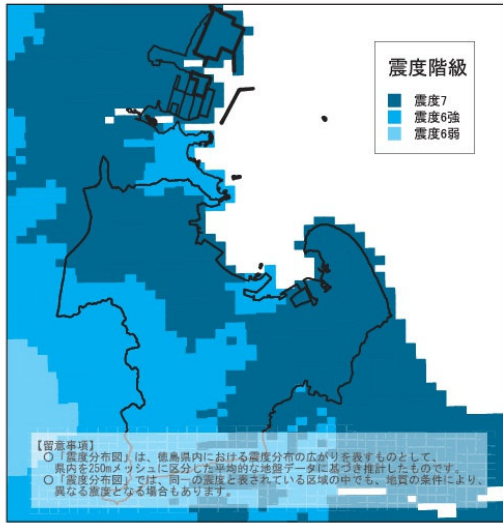 震度階級
震度7
震度6強
震度6弱
【留意事項】
○「震度分布図」は、徳島県内における震度分布の広がりを表すものとして、
県内を250mメッシュに区分した平均的な地盤データに基づき推計したものです。
○「震度分布図」では、同一の震度と表されている区域の中でも、地質の条件により、
異なる震度となる場合もあります。